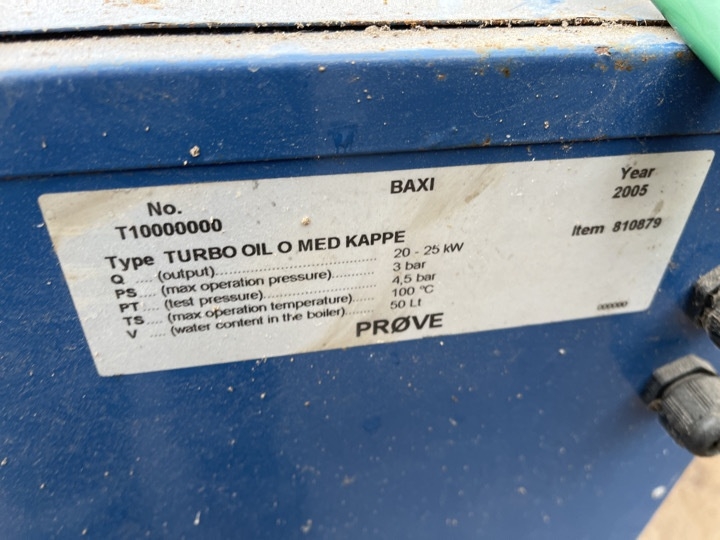 No. BAXI Year
T10000000 2005
Type TURBO OIL O MED KAPPE Item 810879
Q .... (output)..................... 20 - 25 kW
PS .... (max operation pressure)..... 3 bar
PT .... (test pressure)..................... 4,5 bar
TS .... (max operation temperature)..... 100 °C
V .... (water content in the boiler)....... 50 Lt
PRØVE
000000